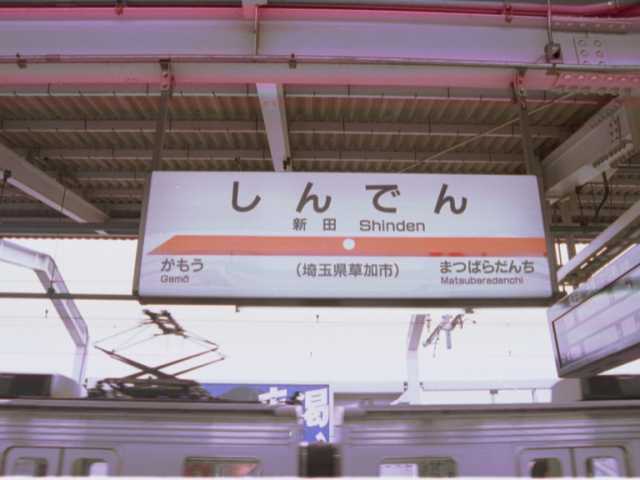 しんでん
新田 Shinden
がもう
Gamō
（埼玉県草加市）
まつばらだんち
Matsubaradanchi